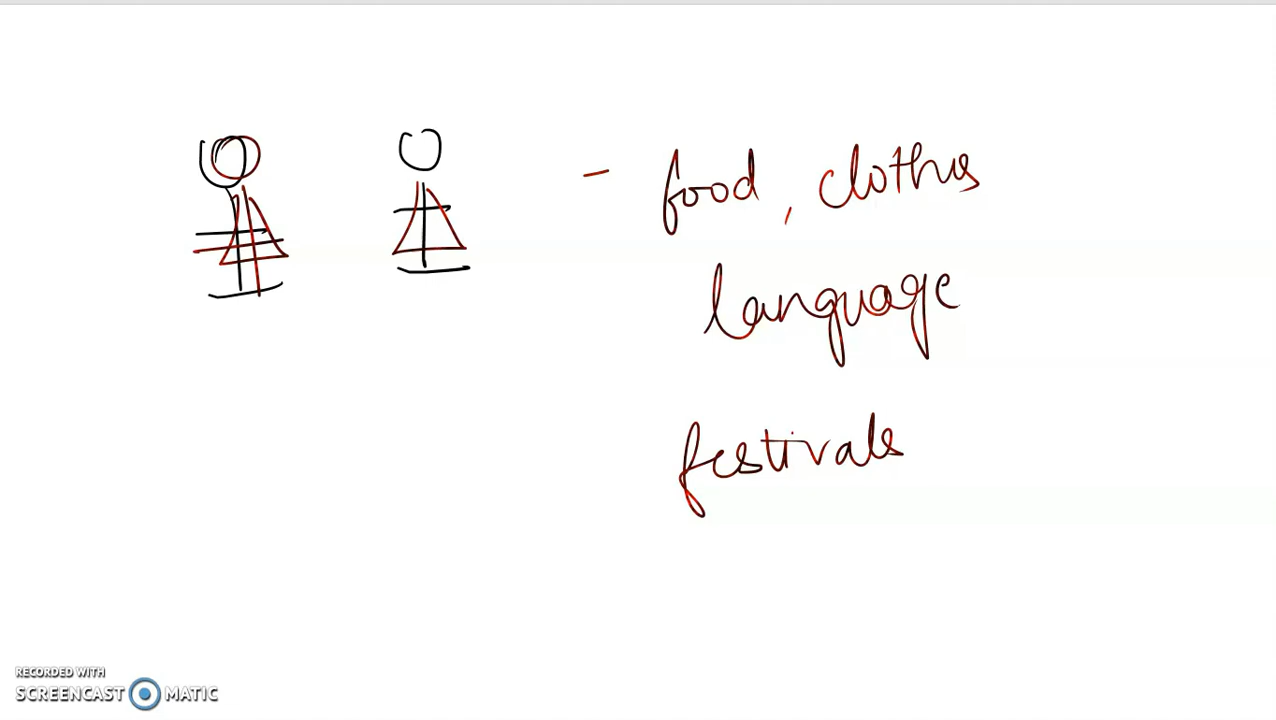 - food, clothes
language
festivals
RECORDED WITH
SCREENCAST MATIC